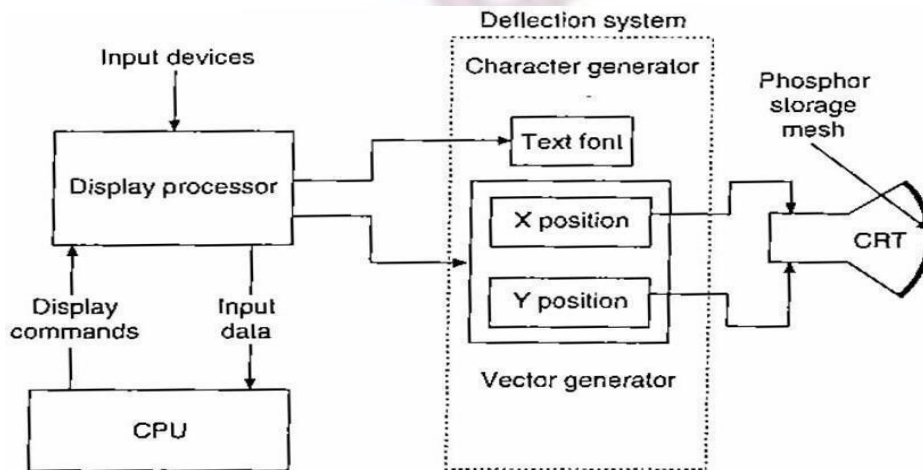 Deflection system
Input devices
Character generator
Phosphor
storage
mesh
Text font
Display processor
X position
CRT
Y position
Display
commands
Input
data
Vector generator
CPU